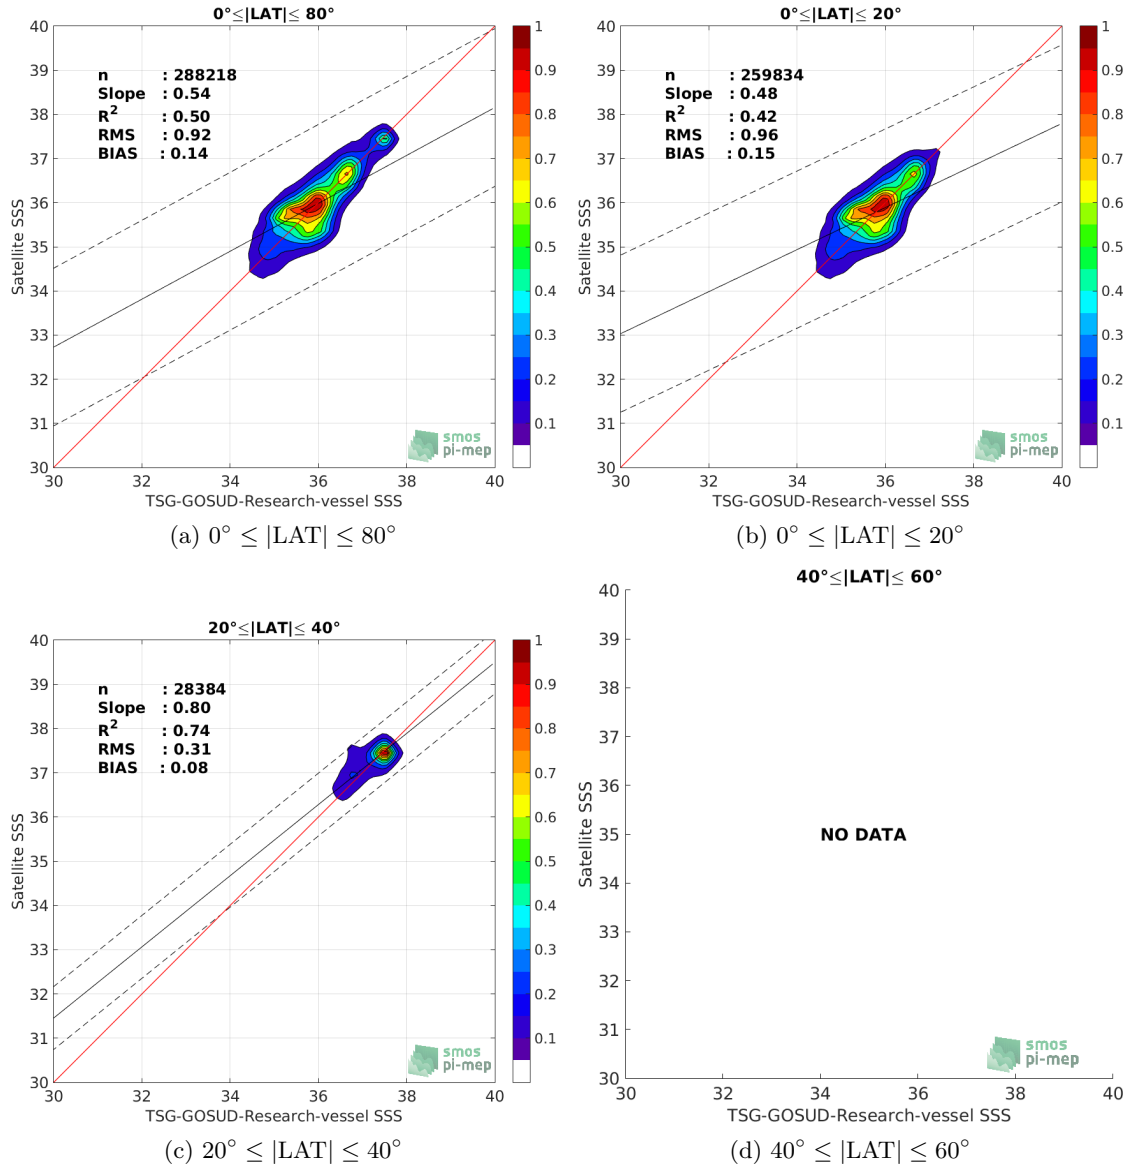 0°≤|LAT|≤ 80°
n : 288218
Slope : 0.54
R² : 0.50
RMS : 0.92
BIAS : 0.14
40
39
38
37
36
35
34
33
32
31
30
Satellite SSS
30 32 34 36 38 40
TSG-GOSUD-Research-vessel SSS
1
0.9
0.8
0.7
0.6
0.5
0.4
0.3
0.2
0.1
smos
pi-mep
(a) 0° ≤ |LAT| ≤ 80°
0°≤|LAT|≤ 20°
n : 259834
Slope : 0.48
R² : 0.42
RMS : 0.96
BIAS : 0.15
40
39
38
37
36
35
34
33
32
31
30
Satellite SSS
30 32 34 36 38 40
TSG-GOSUD-Research-vessel SSS
1
0.9
0.8
0.7
0.6
0.5
0.4
0.3
0.2
0.1
smos
pi-mep
(b) 0° ≤ |LAT| ≤ 20°
20°≤|LAT|≤ 40°
n : 28384
Slope : 0.80
R² : 0.74
RMS : 0.31
BIAS : 0.08
40
39
38
37
36
35
34
33
32
31
30
Satellite SSS
30 32 34 36 38 40
TSG-GOSUD-Research-vessel SSS
1
0.9
0.8
0.7
0.6
0.5
0.4
0.3
0.2
0.1
smos
pi-mep
(c) 20° ≤ |LAT| ≤ 40°
40°≤|LAT|≤ 60°
40
39
38
37
36
35
34
33
32
31
30
Satellite SSS
NO DATA
30 32 34 36 38 40
TSG-GOSUD-Research-vessel SSS
smos
pi-mep
(d) 40° ≤ |LAT| ≤ 60°